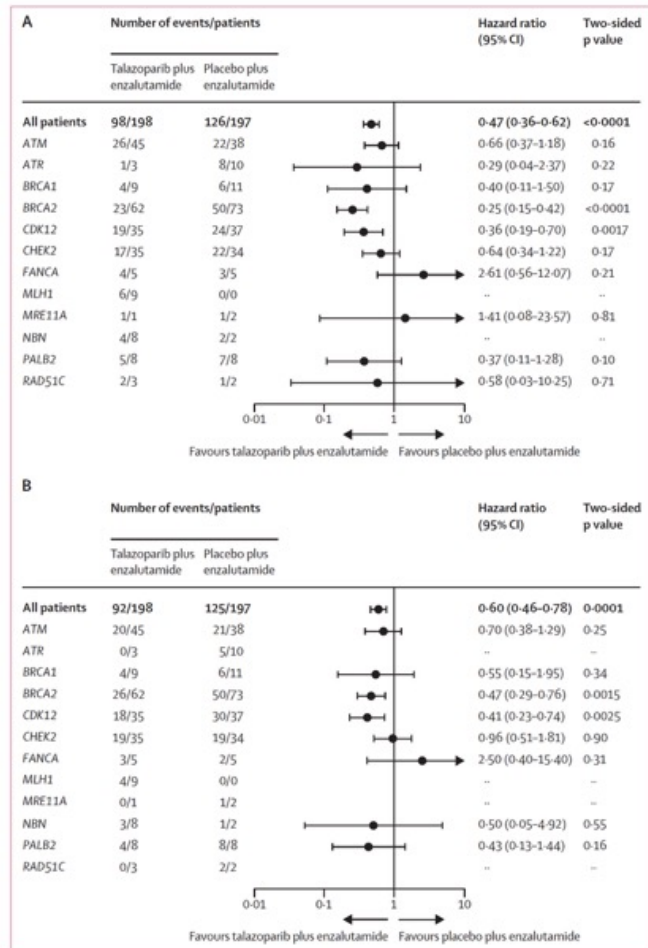 A
Number of events/patients Hazard ratio (95% CI) Two-sided p value
Talazoparib plus enzalutamide Placebo plus enzalutamide
All patients 98/198 126/197 0·47 (0·36–0·62) <0·0001
ATM 26/45 22/38 0·66 (0·37–1·18) 0·16
ATR 1/3 8/10 0·29 (0·04–2·37) 0·22
BRCA1 4/9 6/11 0·40 (0·11–1·50) 0·17
BRCA2 23/62 50/73 0·25 (0·15–0·42) <0·0001
CDK12 19/35 24/37 0·36 (0·19–0·70) 0·0017
CHEK2 17/35 22/34 0·64 (0·34–1·22) 0·17
FANCA 4/5 3/5 2·61 (0·56–12·07) 0·21
MLH1 6/9 0/0 ·· ··
MRE11A 1/1 1/2 1·41 (0·08–23·57) 0·81
NBN 4/8 2/2 ·· ··
PALB2 5/8 7/8 0·37 (0·11–1·28) 0·10
RAD51C 2/3 1/2 0·58 (0·03–10·25) 0·71
0·01 0·1 1 10
Favours talazoparib plus enzalutamide Favours placebo plus enzalutamide
B
Number of events/patients Hazard ratio (95% CI) Two-sided p value
Talazoparib plus enzalutamide Placebo plus enzalutamide
All patients 92/198 125/197 0·60 (0·46–0·78) 0·0001
ATM 20/45 21/38 0·70 (0·38–1·29) 0·25
ATR 0/3 5/10 ·· ··
BRCA1 4/9 6/11 0·55 (0·15–1·95) 0·34
BRCA2 26/62 50/73 0·47 (0·29–0·76) 0·0015
CDK12 18/35 30/37 0·41 (0·23–0·74) 0·0025
CHEK2 19/35 19/34 0·96 (0·51–1·81) 0·90
FANCA 3/5 2/5 2·50 (0·40–15·40) 0·31
MLH1 4/9 0/0 ·· ··
MRE11A 0/1 1/2 ·· ··
NBN 3/8 1/2 0·50 (0·05–4·92) 0·55
PALB2 4/8 8/8 0·43 (0·13–1·44) 0·16
RAD51C 0/3 2/2 ·· ··
0·01 0·1 1 10
Favours talazoparib plus enzalutamide Favours placebo plus enzalutamide